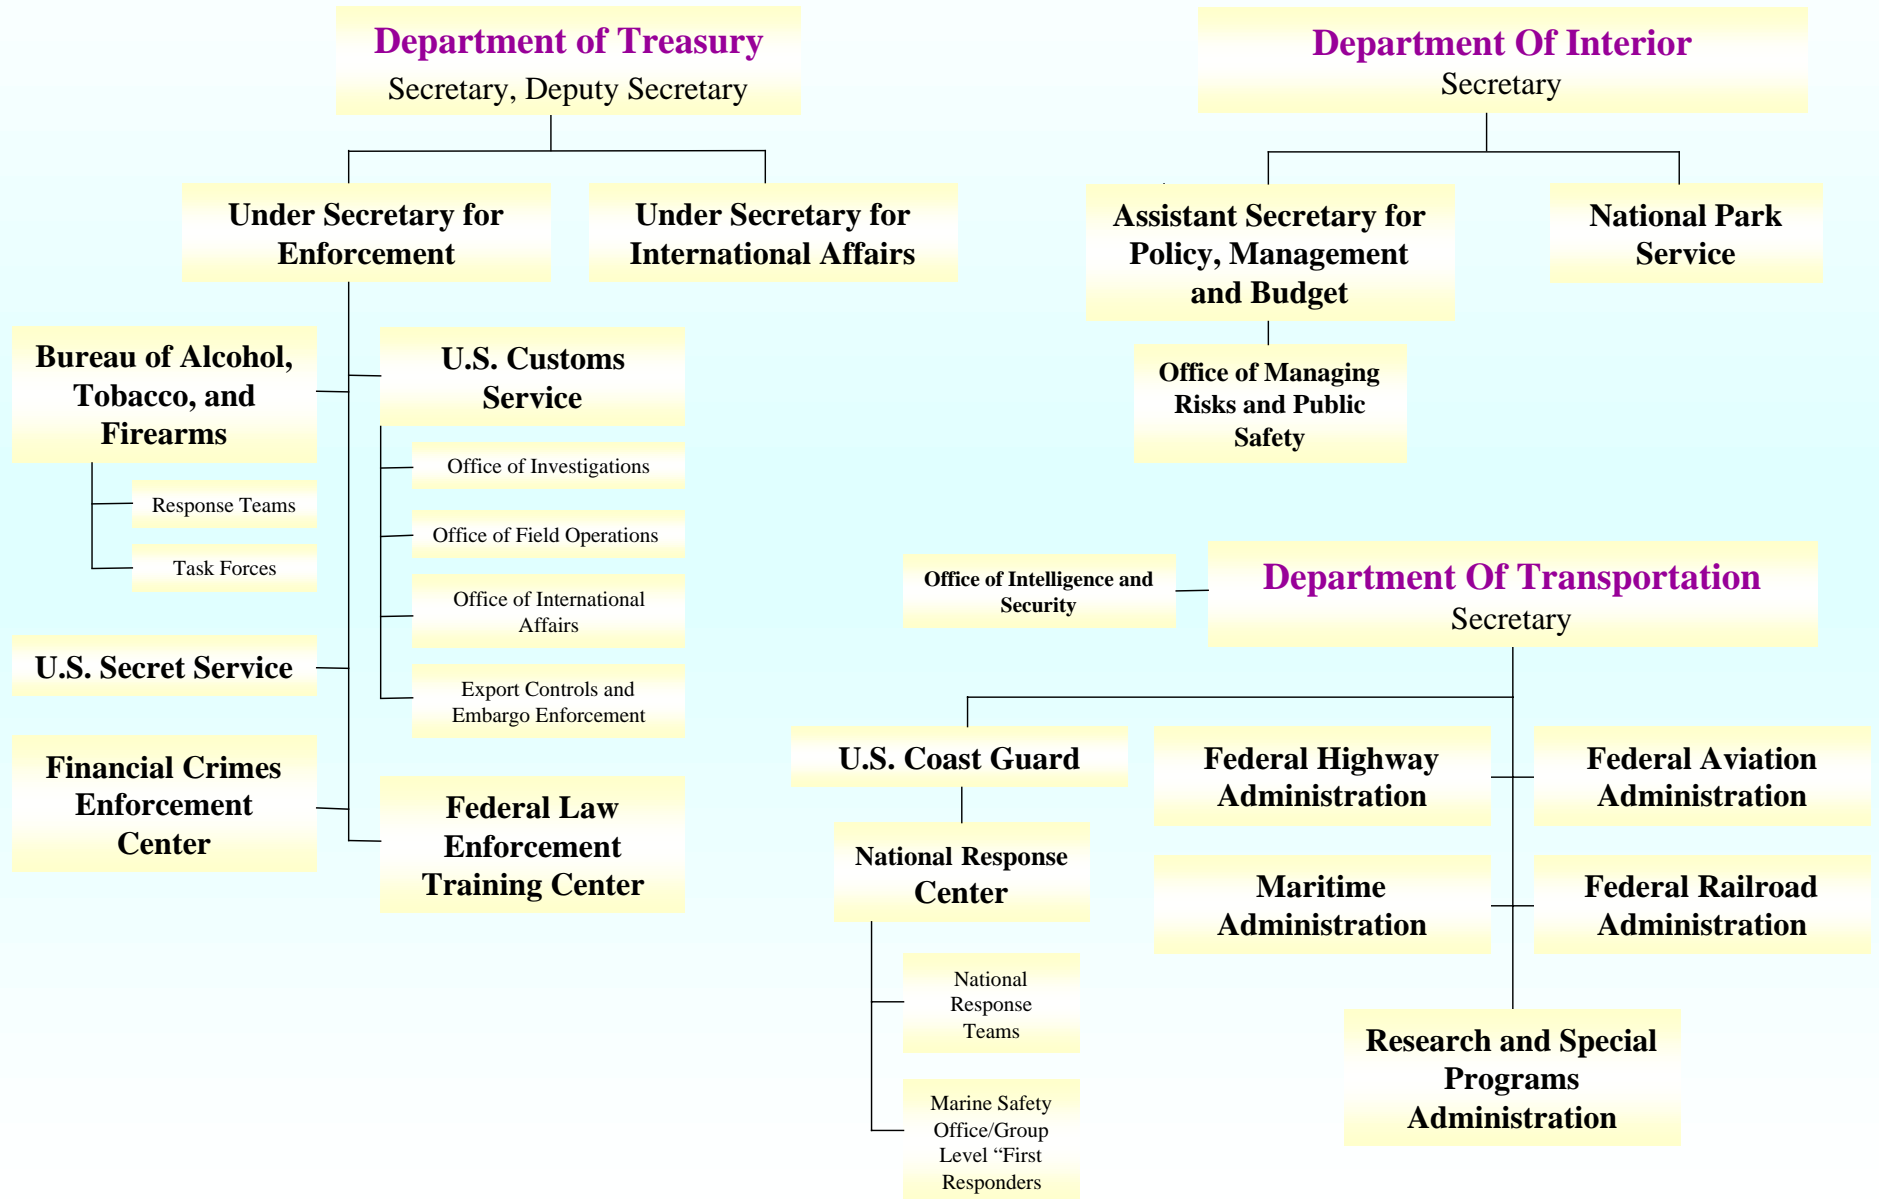 Department of Treasury
Secretary, Deputy Secretary
Under Secretary for
Enforcement
Under Secretary for
International Affairs
Bureau of Alcohol,
Tobacco, and
Firearms
Response Teams
Task Forces
U.S. Secret Service
Financial Crimes
Enforcement
Center
U.S. Customs
Service
Office of Investigations
Office of Field Operations
Office of International
Affairs
Export Controls and
Embargo Enforcement
Federal Law
Enforcement
Training Center
Department Of Interior
Secretary
Assistant Secretary for
Policy, Management
and Budget
National Park
Service
Office of Managing
Risks and Public
Safety
Office of Intelligence and
Security
Department Of Transportation
Secretary
U.S. Coast Guard
National Response
Center
National
Response
Teams
Marine Safety
Office/Group
Level “First
Responders
Federal Highway
Administration
Federal Aviation
Administration
Maritime
Administration
Federal Railroad
Administration
Research and Special
Programs
Administration